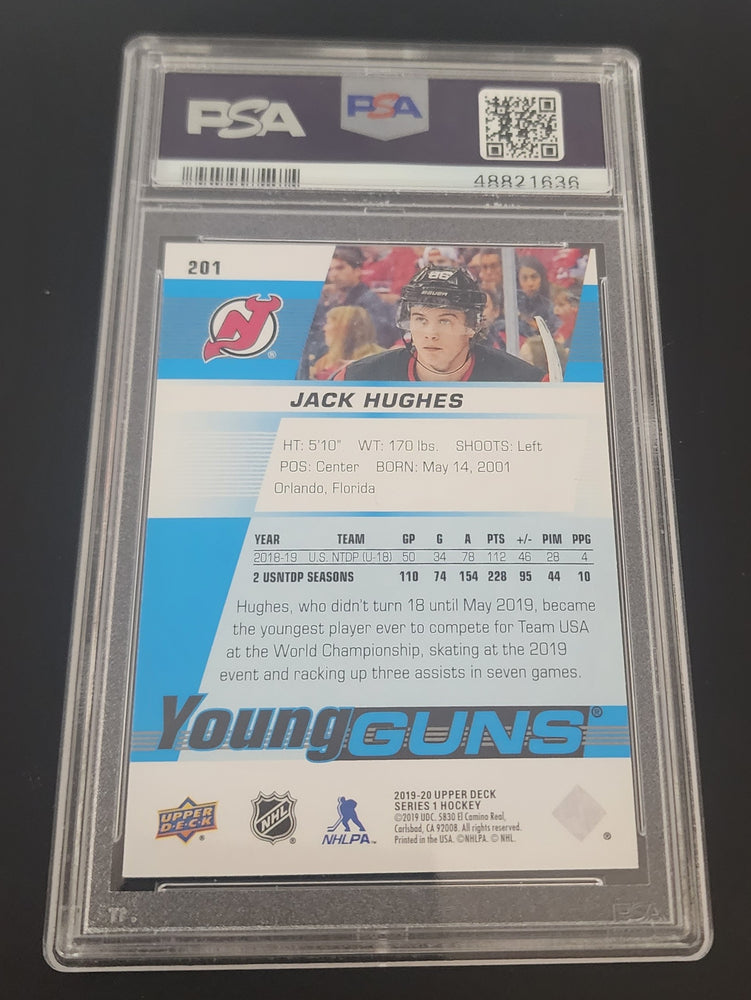 PSA PSA
48821636
201
86
BAUER
JACK HUGHES
HT: 5'10" WT: 170 lbs. SHOOTS: Left
POS: Center BORN: May 14, 2001
Orlando, Florida
YEAR TEAM GP G A PTS +/- PIM PPG
2018-19 U.S. NTDP (U-18) 50 34 78 112 46 28 4
2 USNTDP SEASONS 110 74 154 228 95 44 10
Hughes, who didn't turn 18 until May 2019, became
the youngest player ever to compete for Team USA
at the World Championship, skating at the 2019
event and racking up three assists in seven games.
Young GUNS®
UPPER DECK
NHL
NHLPA
2019-20 UPPER DECK
SERIES 1 HOCKEY
©2019 UDC. 5830 El Camino Real,
Carlsbad, CA 92008. All rights reserved.
Printed in the USA. ©NHLPA. © NHL.
PSA